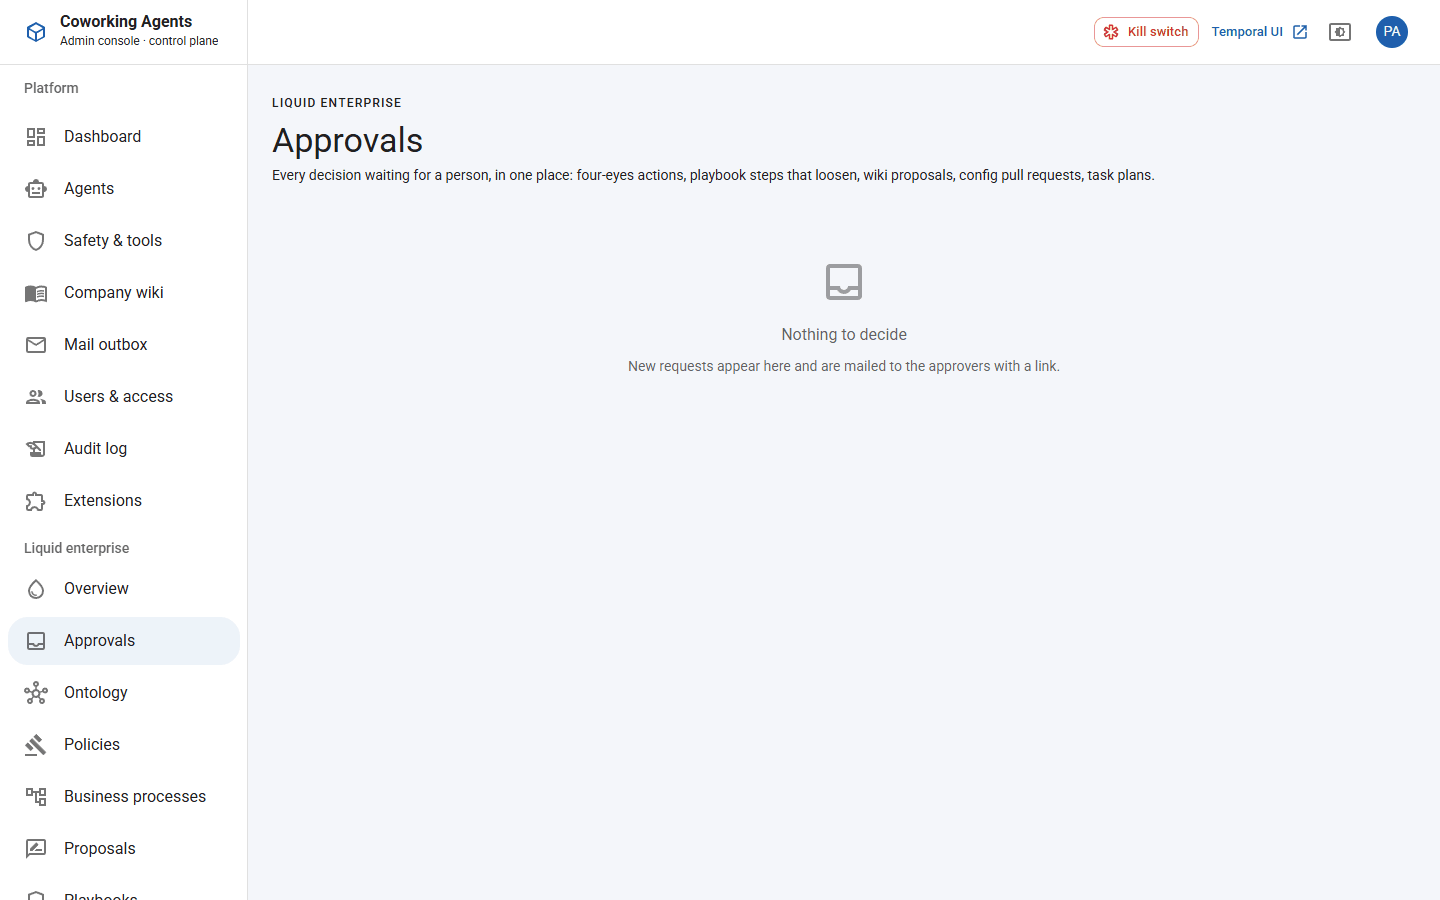 Coworking Agents
Admin console · control plane
Kill switch
Temporal UI
PA
Platform
Dashboard
Agents
Safety & tools
Company wiki
Mail outbox
Users & access
Audit log
Extensions
Liquid enterprise
Overview
Approvals
Ontology
Policies
Business processes
Proposals
Playbooks
LIQUID ENTERPRISE
Approvals
Every decision waiting for a person, in one place: four-eyes actions, playbook steps that loosen, wiki proposals, config pull requests, task plans.
Nothing to decide
New requests appear here and are mailed to the approvers with a link.